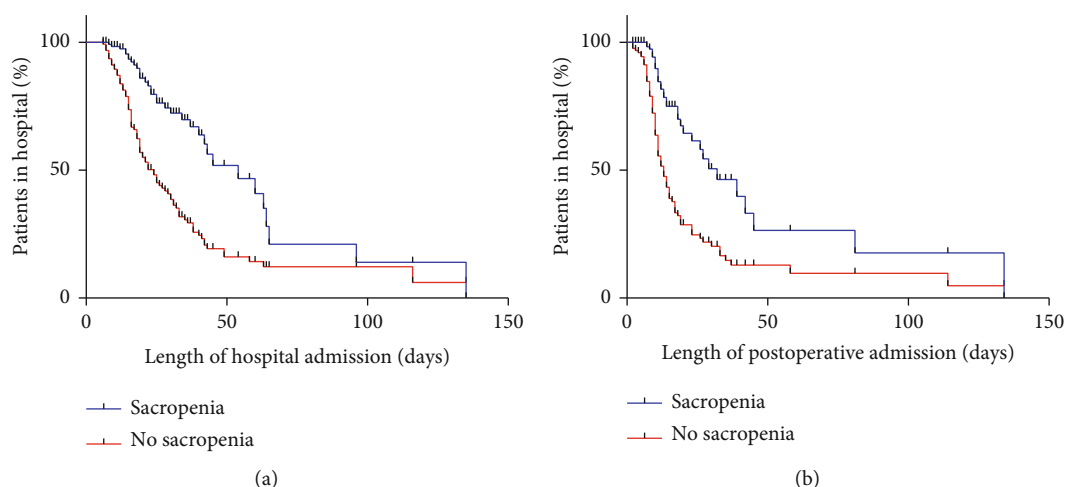 100
50
0
Patients in hospital (%)
0 50 100 150
Length of hospital admission (days)
Sacropenia
No sacropenia
(a)
100
50
0
Patients in hospital (%)
0 50 100 150
Length of postoperative admission (days)
Sacropenia
No sacropenia
(b)